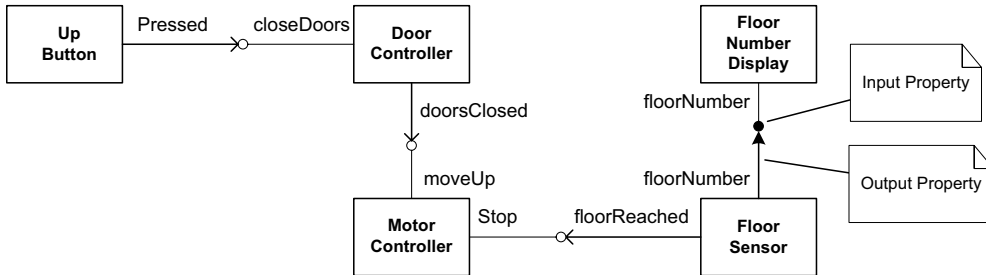 Up
Button
Pressed
closeDoors
Door
Controller
Floor
Number
Display
Input Property
floorNumber
doorsClosed
moveUp
floorNumber
Output Property
Motor
Controller
Stop
floorReached
Floor
Sensor